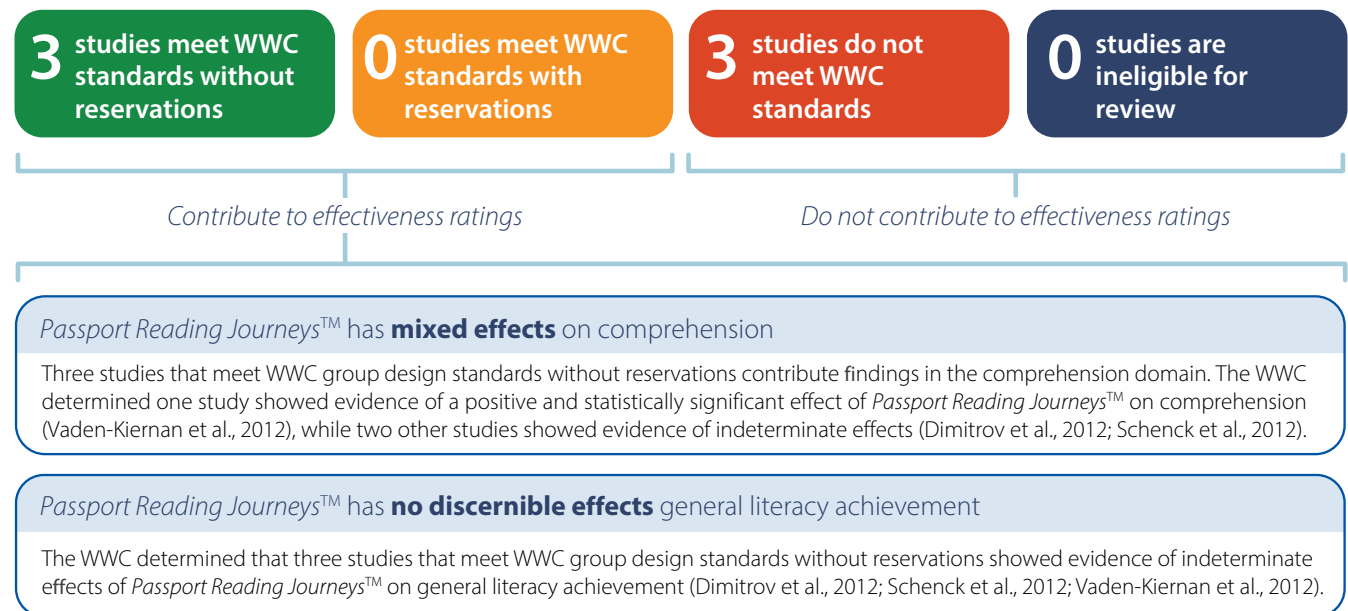 3 studies meet WWC
standards without
reservations
0 studies meet WWC
standards with
reservations
3 studies do not
meet WWC
standards
0 studies are
ineligible for
review
Contribute to effectiveness ratings
Do not contribute to effectiveness ratings
Passport Reading Journeys™ has mixed effects on comprehension
Three studies that meet WWC group design standards without reservations contribute findings in the comprehension domain. The WWC
determined one study showed evidence of a positive and statistically significant effect of Passport Reading Journeys™ on comprehension
(Vaden-Kiernan et al., 2012), while two other studies showed evidence of indeterminate effects (Dimitrov et al., 2012; Schenck et al., 2012).
Passport Reading Journeys™ has no discernible effects general literacy achievement
The WWC determined that three studies that meet WWC group design standards without reservations showed evidence of indeterminate
effects of Passport Reading Journeys™ on general literacy achievement (Dimitrov et al., 2012; Schenck et al., 2012; Vaden-Kiernan et al., 2012).